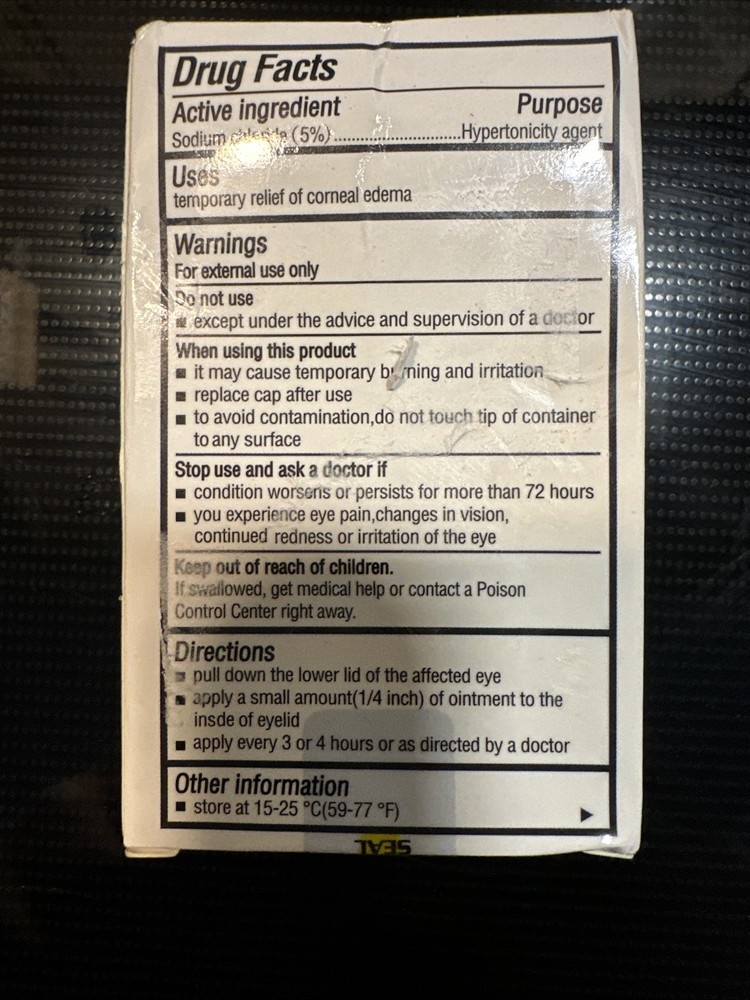 Drug Facts
Active ingredient Purpose
Sodium chloride (5%)..............................Hypertonicity agent
Uses
temporary relief of corneal edema
Warnings
For external use only
Do not use
■ except under the advice and supervision of a doctor
When using this product
■ it may cause temporary burning and irritation
■ replace cap after use
■ to avoid contamination,do not touch tip of container
to any surface
Stop use and ask a doctor if
■ condition worsens or persists for more than 72 hours
■ you experience eye pain,changes in vision,
continued redness or irritation of the eye
Keep out of reach of children.
If swallowed, get medical help or contact a Poison
Control Center right away.
Directions
■ pull down the lower lid of the affected eye
■ apply a small amount(1/4 inch) of ointment to the
insde of eyelid
■ apply every 3 or 4 hours or as directed by a doctor
Other information
■ store at 15-25 °C(59-77 °F)
SEAL